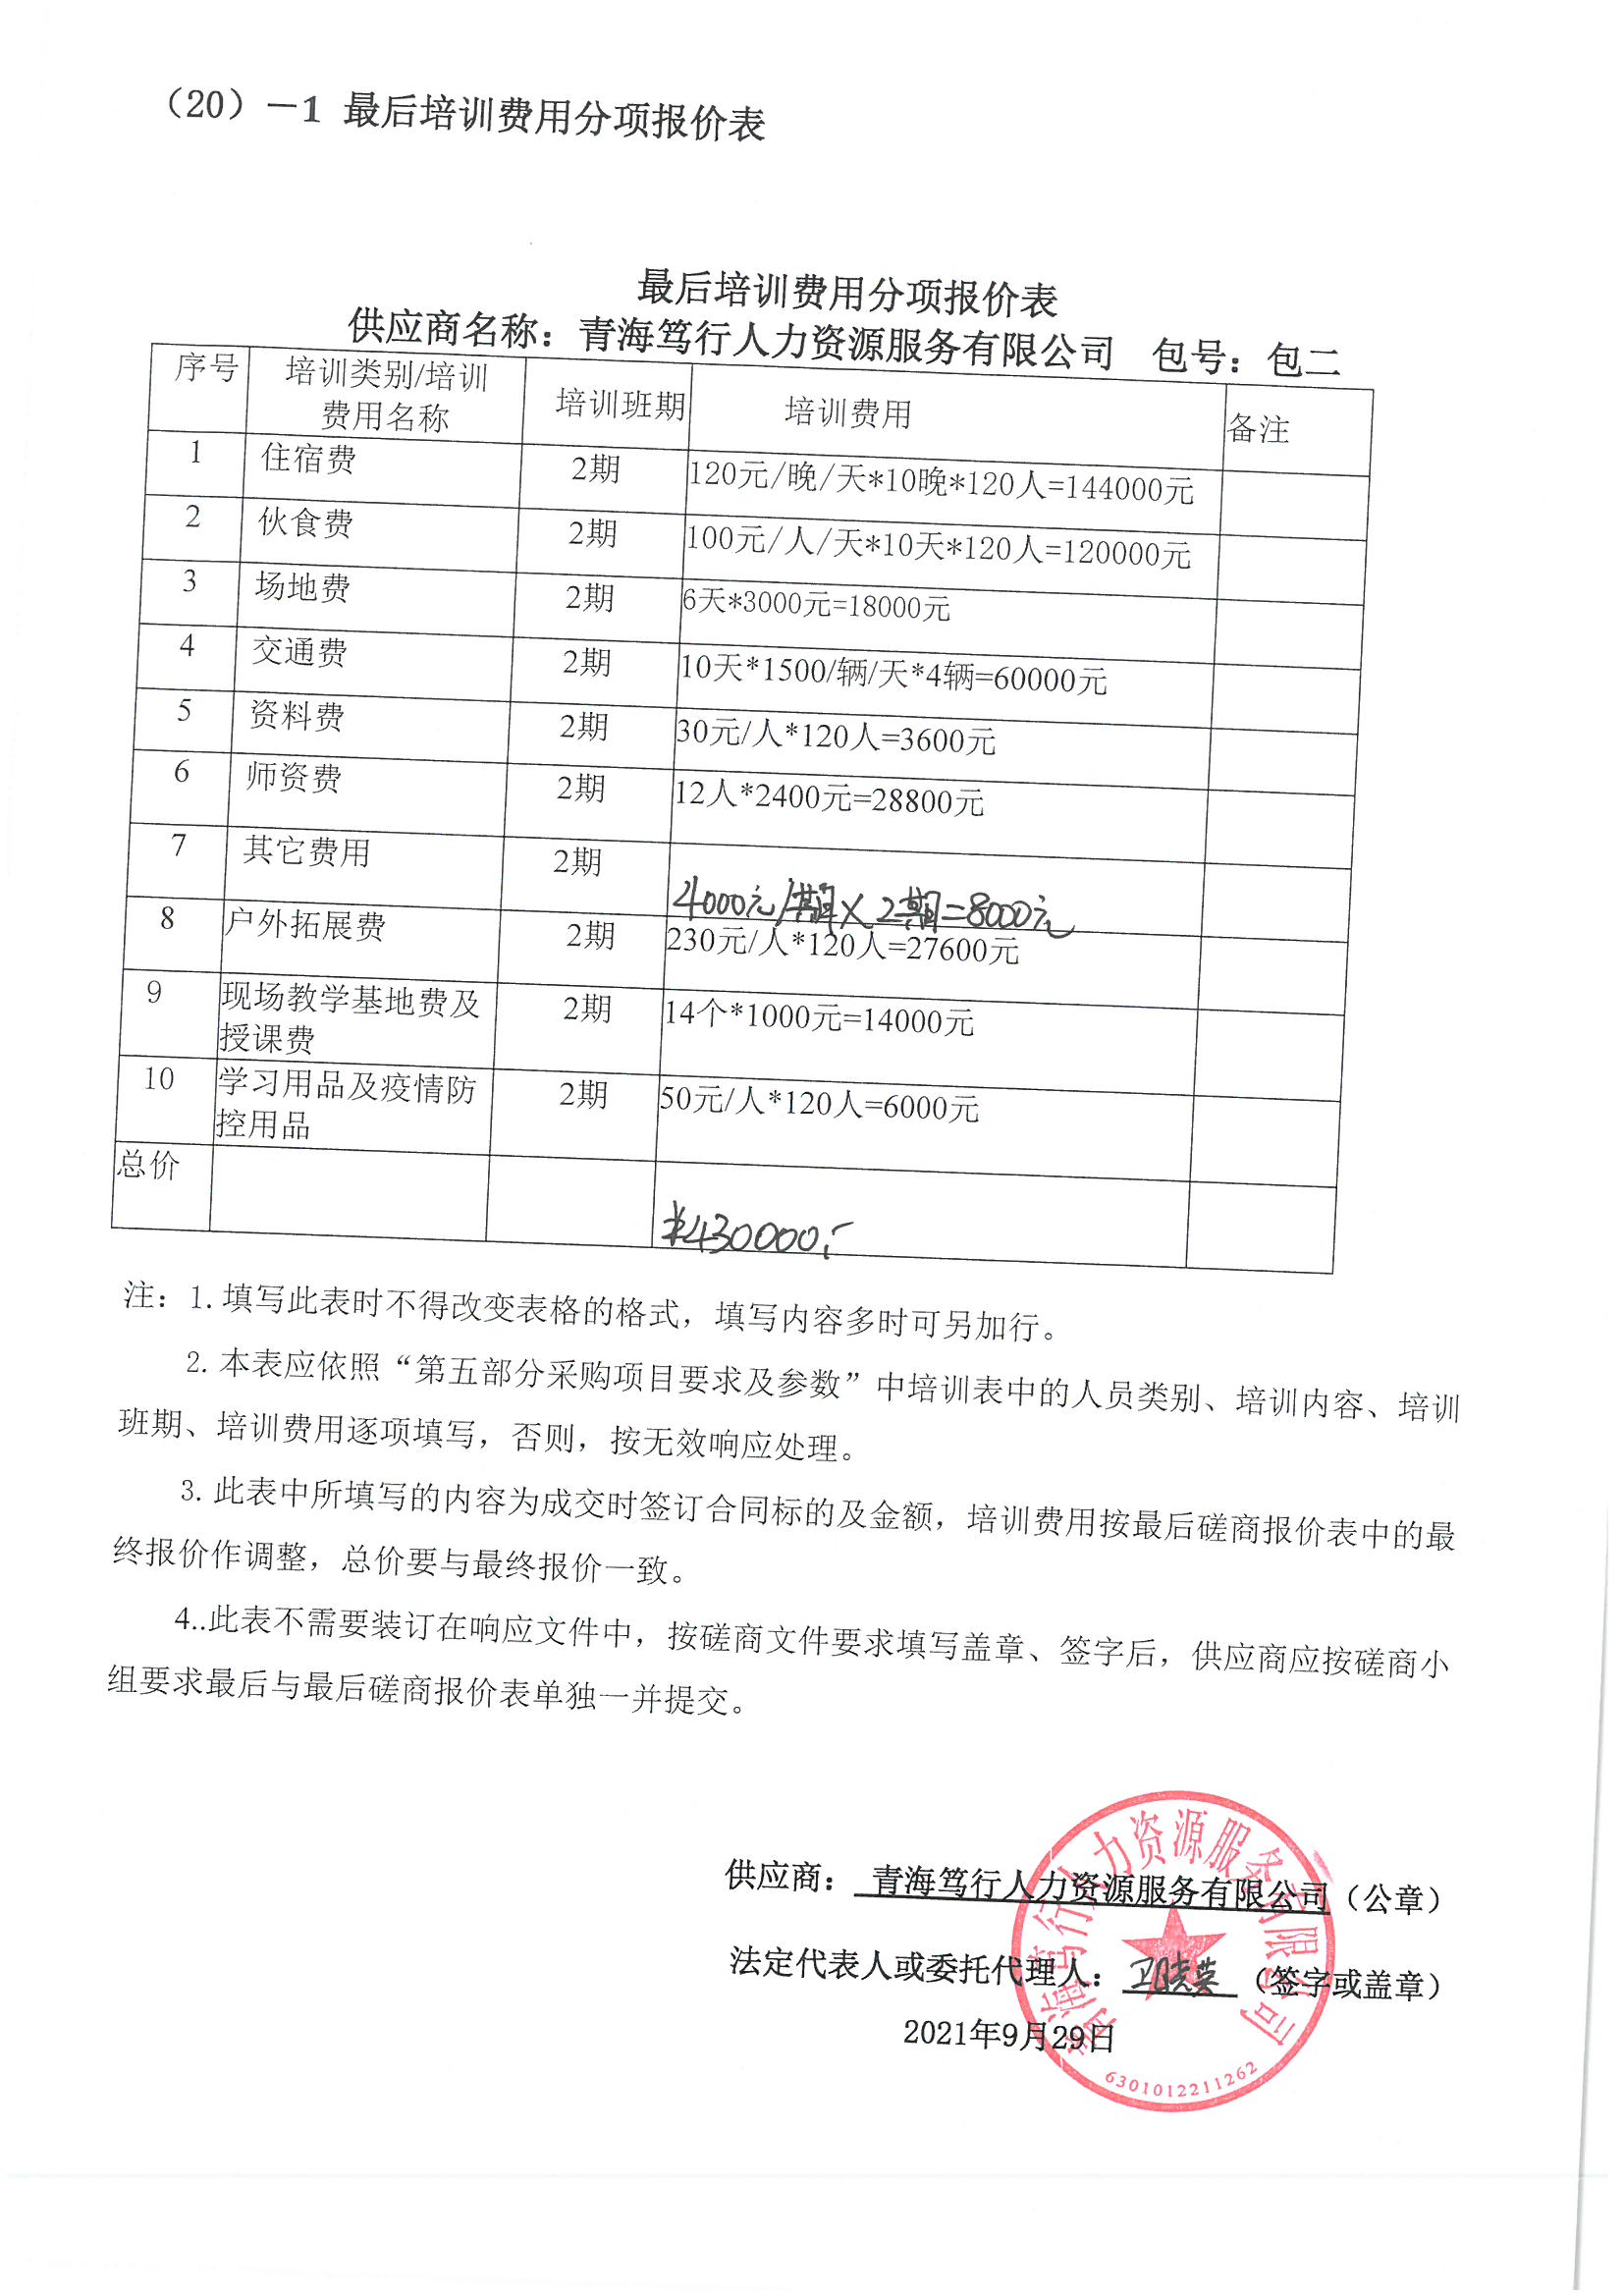 （20）－1 最后培训费用分项报价表
最后培训费用分项报价表
供应商名称：青海笃行人力资源服务有限公司 包号：包二
序号 培训类别/培训费用名称 培训班期 培训费用 备注
1 住宿费 2期 120元/晚/天*10晚*120人=144000元
2 伙食费 2期 100元/人/天*10天*120人=120000元
3 场地费 2期 6天*3000元=18000元
4 交通费 2期 10天*1500/辆/天*4辆=60000元
5 资料费 2期 30元/人*120人=3600元
6 师资费 2期 12人*2400元=28800元
7 其它费用 2期 4000元/期×2期=8000元
8 户外拓展费 2期 230元/人*120人=27600元
9 现场教学基地费及授课费 2期 14个*1000元=14000元
10 学习用品及疫情防控用品 2期 50元/人*120人=6000元
总价 ¥430000.-
注：1. 填写此表时不得改变表格的格式，填写内容多时可另加行。
2. 本表应依照“第五部分采购项目要求及参数”中培训表中的人员类别、培训内容、培训
班期、培训费用逐项填写，否则，按无效响应处理。
3. 此表中所填写的内容为成交时签订合同标的及金额，培训费用按最后磋商报价表中的最
终报价作调整，总价要与最终报价一致。
4..此表不需要装订在响应文件中，按磋商文件要求填写盖章、签字后，供应商应按磋商小
组要求最后与最后磋商报价表单独一并提交。
供应商： 青海笃行人力资源服务有限公司（公章）
法定代表人或委托代理人： （签字或盖章）
2021年9月29日
青海笃行人力资源服务有限公司
6301012211262